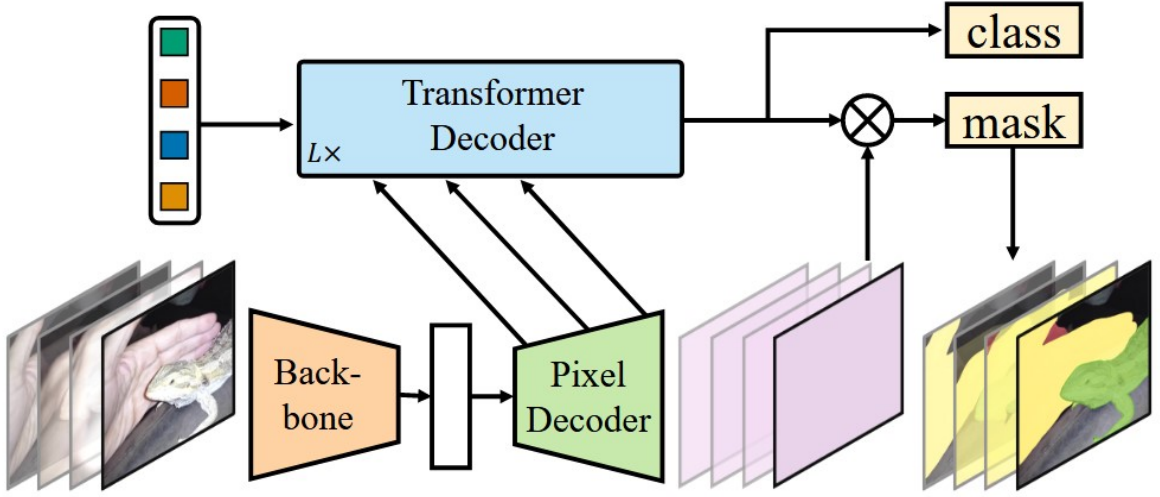 class
Transformer
Decoder
L×
mask
Back-
bone
Pixel
Decoder